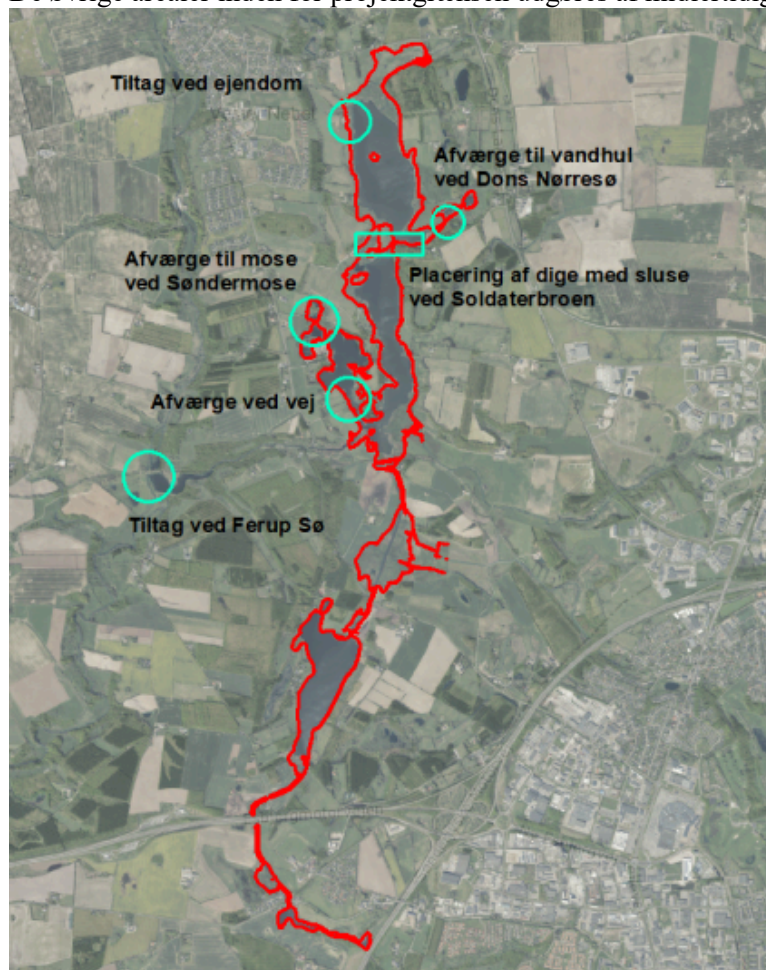 Tiltag ved ejendom
Afværge til vandhul
ved Dons Nørresø
Afværge til mose
ved Søndermose
Placering af dige med sluse
ved Soldaterbroen
Afværge ved vej
Tiltag ved Ferup Sø